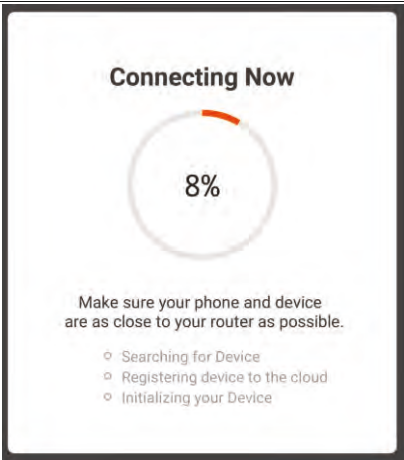 Connecting Now
8%
Make sure your phone and device
are as close to your router as possible.
Searching for Device
Registering device to the cloud
Initializing your Device